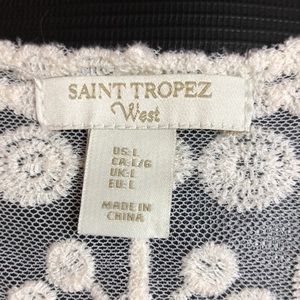 SAINT TROPEZ
West
US: L
CA: L/G
UK: L
EU: L
MADE IN
CHINA